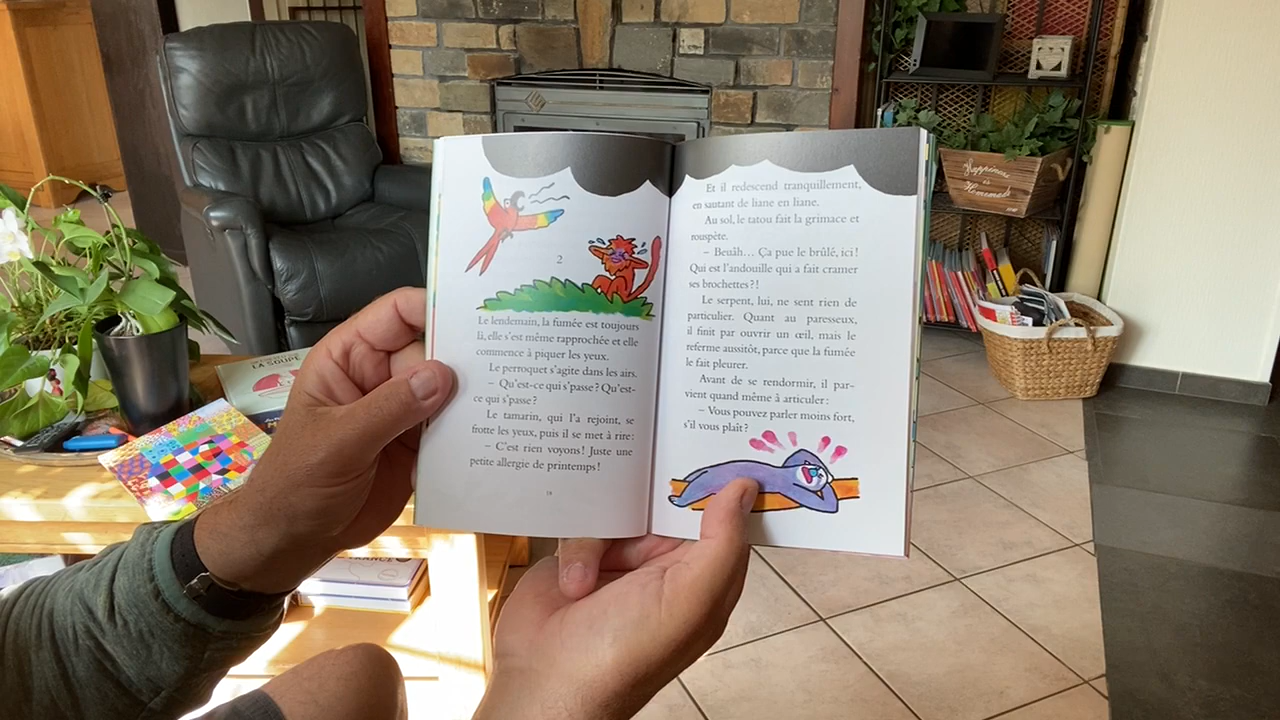 2
Le lendemain, la fumée est toujours
là, elle s'est même rapprochée et elle
commence à piquer les yeux.
Le perroquet s'agite dans les airs.
– Qu'est-ce qui s'passe ? Qu'est-
ce qui s'passe ?
Le tamarin, qui l'a rejoint, se
frotte les yeux, puis il se met à rire :
– C'est rien voyons ! Juste une
petite allergie de printemps !
Et il redescend tranquillement,
en sautant de liane en liane.
Au sol, le tatou fait la grimace et
rouspète.
– Beuâh… Ça pue le brûlé, ici !
Qui est l'andouille qui a fait cramer
ses brochettes ?!
Le serpent, lui, ne sent rien de
particulier. Quant au paresseux,
il finit par ouvrir un œil, mais le
referme aussitôt, parce que la fumée
le fait pleurer.
Avant de se rendormir, il par-
vient quand même à articuler :
– Vous pouvez parler moins fort,
s'il vous plaît ?
LA SOUPE
Happiness
is
Homemade